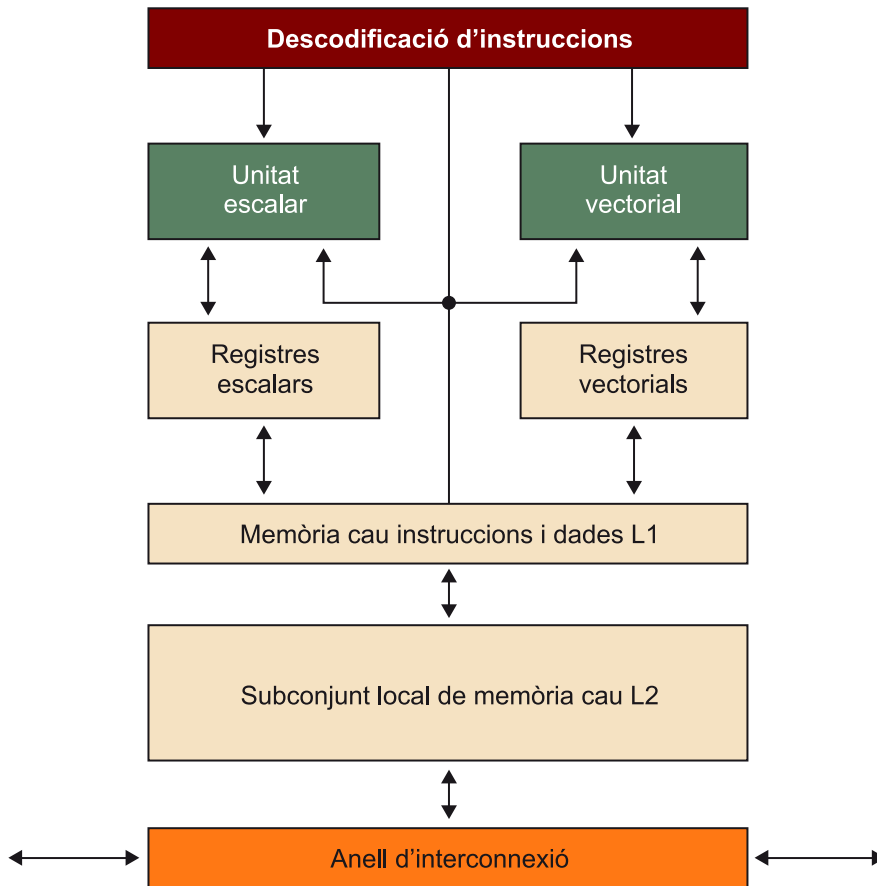 Descodificació d’instruccions
Unitat
escalar
Unitat
vectorial
Registres
escalars
Registres
vectorials
Memòria cau instruccions i dades L1
Subconjunt local de memòria cau L2
Anell d’interconnexió